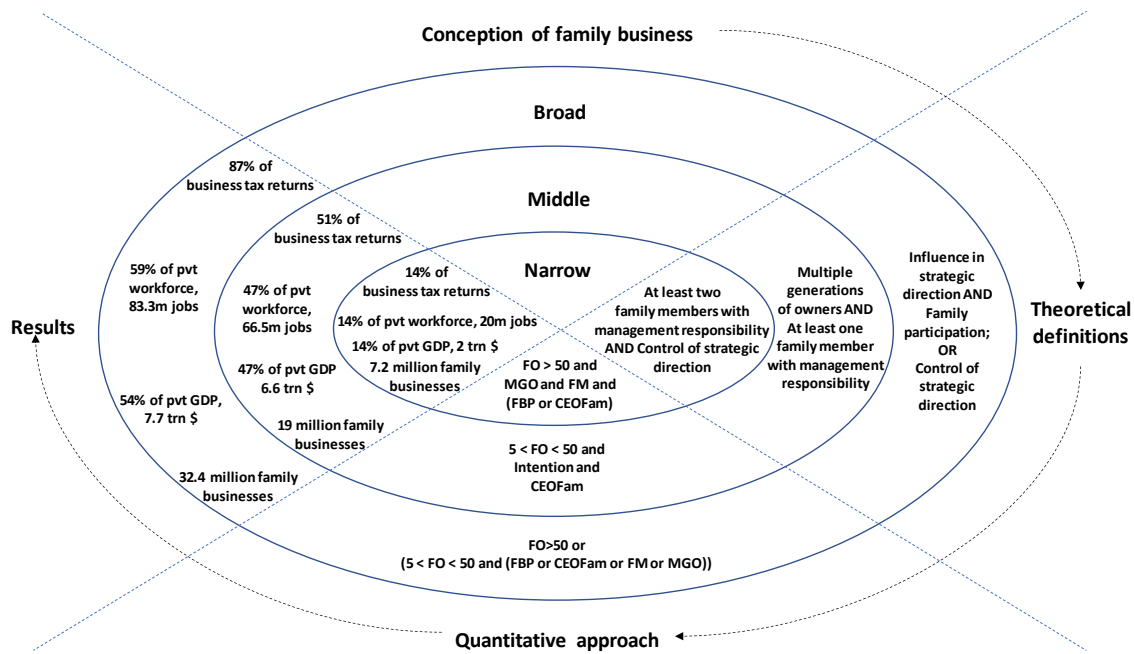 Conception of family business
Broad
87% of
business tax returns
Middle
51% of
business tax returns
Narrow
14% of
business tax returns
59% of pvt
workforce,
83.3m jobs
47% of pvt
workforce,
66.5m jobs
14% of pvt workforce, 20m jobs
14% of pvt GDP, 2 trn $
7.2 million family
businesses
At least two
family members with
management responsibility
AND Control of strategic
direction
Multiple
generations
of owners AND
At least one
family member
with management
responsibility
Influence in
strategic
direction AND
Family
participation;
OR
Control of
strategic
direction
Results
Theoretical
definitions
47% of pvt GDP
6.6 trn $
54% of pvt GDP,
7.7 trn $
FO > 50 and
MGO and FM and
(FBP or CEOFam)
19 million family
businesses
5 < FO < 50 and
Intention and
CEOFam
32.4 million family
businesses
FO>50 or
(5 < FO < 50 and (FBP or CEOFam or FM or MGO))
Quantitative approach